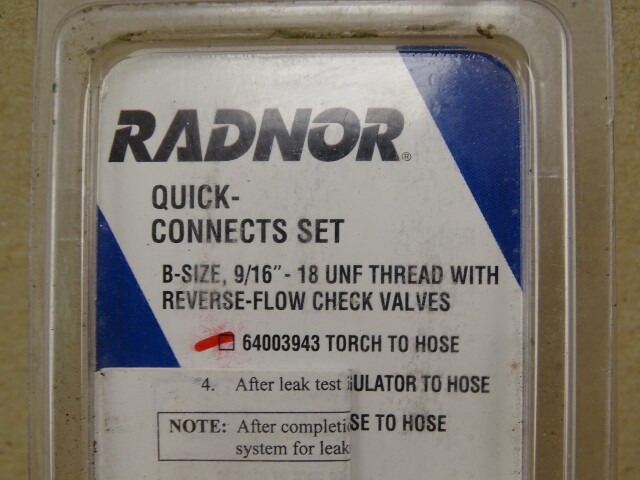 RADNOR®
QUICK-
CONNECTS SET
B-SIZE, 9/16" - 18 UNF THREAD WITH
REVERSE-FLOW CHECK VALVES
64003943 TORCH TO HOSE
4. After leak test ULATOR TO HOSE
NOTE: After completi SE TO HOSE
system for leak